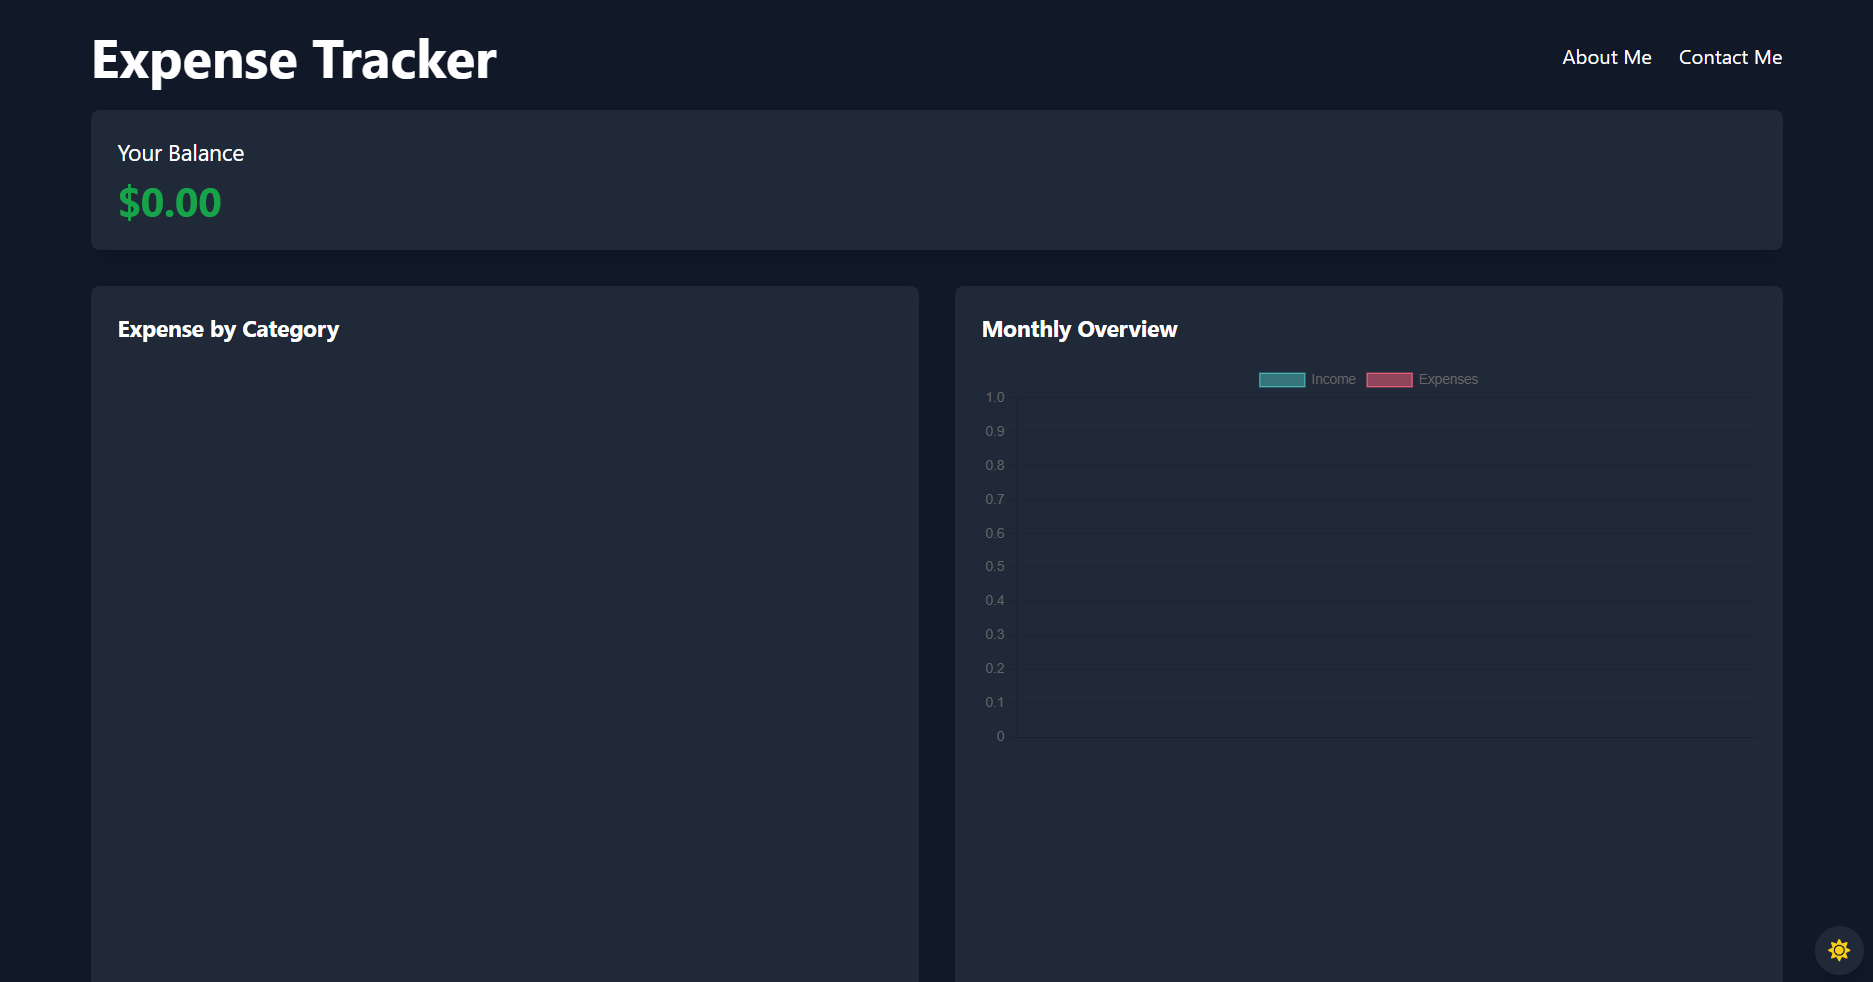 Expense Tracker
About Me Contact Me
Your Balance
$0.00
Expense by Category
Monthly Overview
Income Expenses
1.0
0.9
0.8
0.7
0.6
0.5
0.4
0.3
0.2
0.1
0